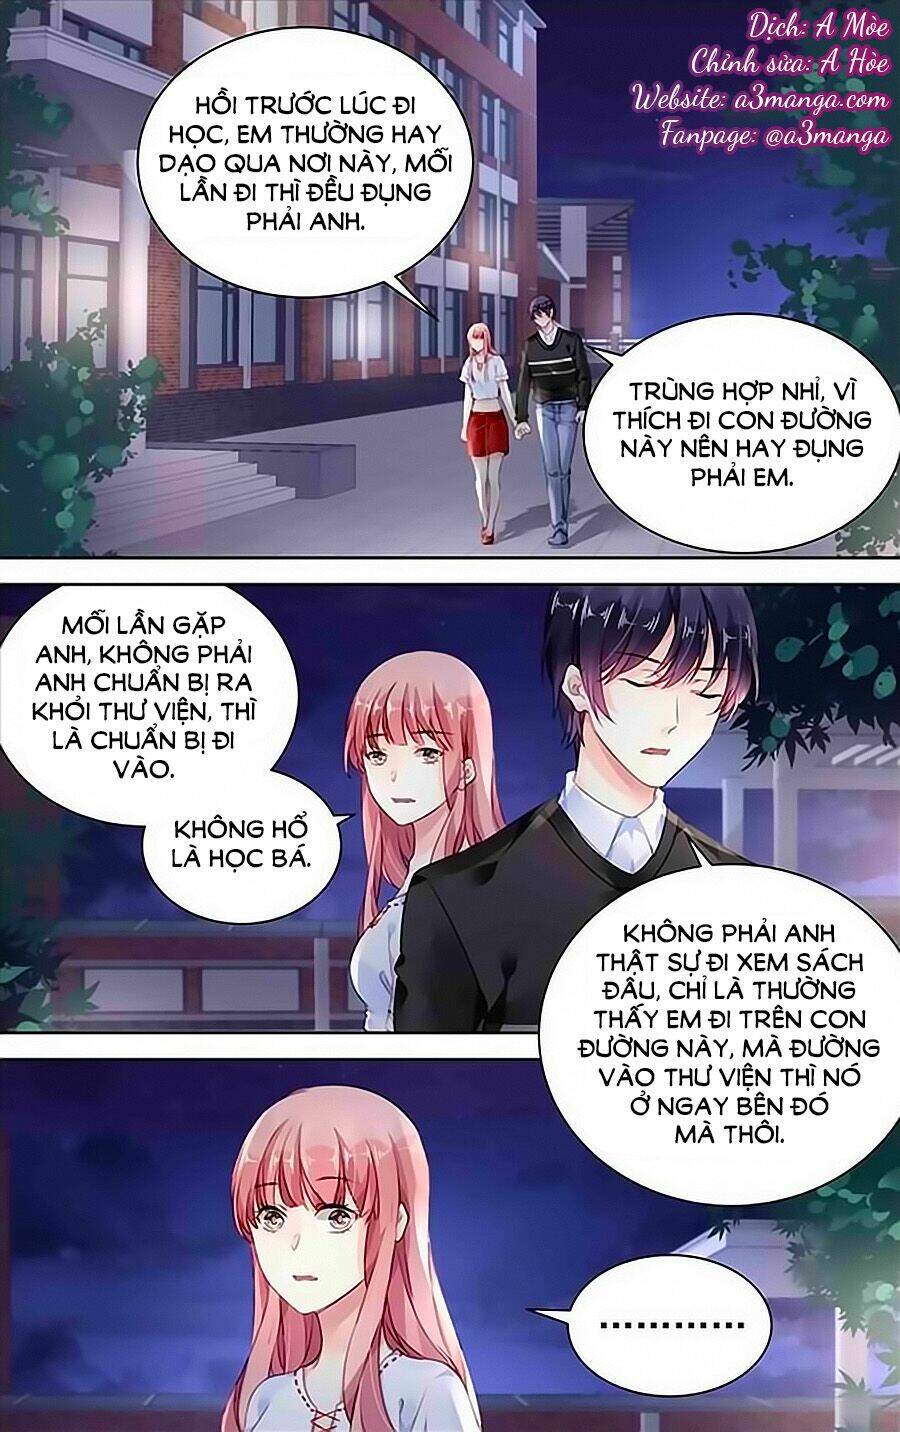 Dịch: A Mòe
Chỉnh sửa: A Hòe
Website: a3manga.com
Fanpage: @a3manga
HỒI TRƯỚC LÚC ĐI
HỌC, EM THƯỜNG HAY
DẠO QUA NƠI NÀY, MỖI
LẦN ĐI THÌ ĐỀU ĐỤNG
PHẢI ANH.
TRÙNG HỢP NHỈ, VÌ
THÍCH ĐI CON ĐƯỜNG
NÀY NÊN HAY ĐỤNG
PHẢI EM.
MỖI LẦN GẶP
ANH, KHÔNG PHẢI
ANH CHUẨN BỊ RA
KHỎI THƯ VIỆN, THÌ
LÀ CHUẨN BỊ ĐI
VÀO.
KHÔNG HỔ
LÀ HỌC BÁ.
KHÔNG PHẢI ANH
THẬT SỰ ĐI XEM SÁCH
ĐÂU, CHỈ LÀ THƯỜNG
THẤY EM ĐI TRÊN CON
ĐƯỜNG NÀY, MÀ ĐƯỜNG
VÀO THƯ VIỆN THÌ NÓ
Ở NGAY BÊN ĐÓ
MÀ THÔI.
............